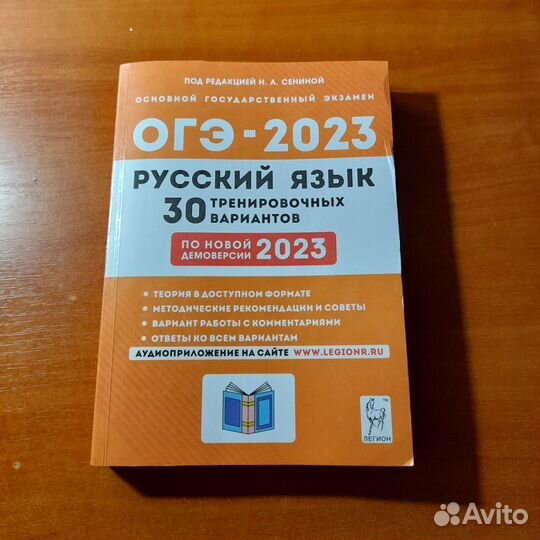 ПОД РЕДАКЦИЕЙ Н. А. СЕНИНОЙ
ОСНОВНОЙ ГОСУДАРСТВЕННЫЙ ЭКЗАМЕН
ОГЭ - 2023
РУССКИЙ ЯЗЫК
30 ТРЕНИРОВОЧНЫХ
ВАРИАНТОВ
ПО НОВОЙ
ДЕМОВЕРСИИ 2023
• ТЕОРИЯ В ДОСТУПНОМ ФОРМАТЕ
• МЕТОДИЧЕСКИЕ РЕКОМЕНДАЦИИ И СОВЕТЫ
• ВАРИАНТ РАБОТЫ С КОММЕНТАРИЯМИ
• ОТВЕТЫ КО ВСЕМ ВАРИАНТАМ
АУДИОПРИЛОЖЕНИЕ НА САЙТЕ WWW.LEGIONR.RU
TM
ЛЕГИОН
Avito